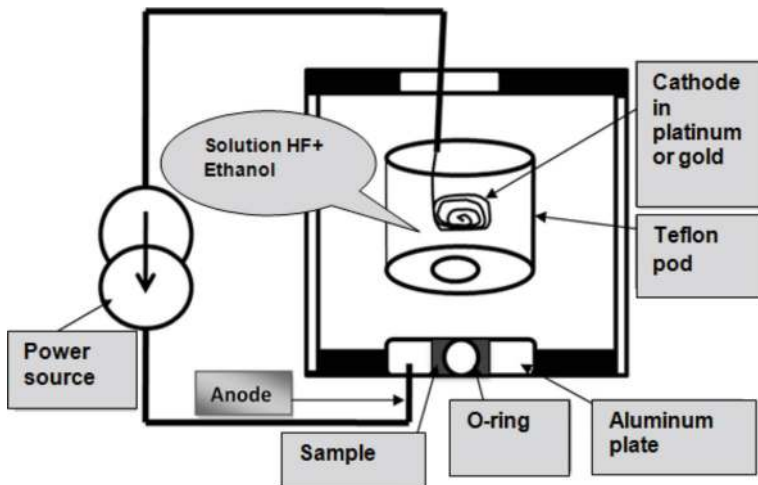 Cathode
in
platinum
or gold
Solution HF+
Ethanol
Teflon
pod
Power
source
Anode
Sample
O-ring
Aluminum
plate